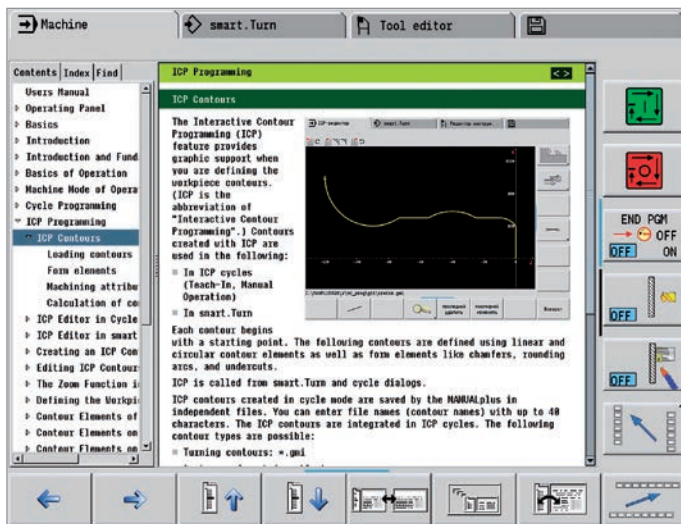 Machine
smart.Turn
Tool editor
Contents Index Find
Users Manual
Operating Panel
Basics
Introduction
Introduction and Fund
Basics of Operation
Machine Mode of Opera
Cycle Programming
ICP Programming
ICP Contours
Loading contours
Form elements
Machining attribu
Calculation of co
ICP Editor in Cycle
ICP Editor in smart
Creating an ICP Con
Editing ICP Contour
The Zoom Function i
Defining the Workpi
Contour Elements of
Contour Elements on
Contour Elements on
ICP Programming
<>
ICP Contours
The Interactive Contour
Programming (ICP)
feature provides
graphic support when
you are defining the
workpiece contours.
(ICP is the
abbreviation of
"Interactive Contour
Programming".) Contours
created with ICP are
used in the following:
In ICP cycles
(Teach-In, Manual
Operation)
In smart.Turn
smart.Turn
последний
удалить
последний
изменить
Возврат
Each contour begins
with a starting point. The following contours are defined using linear and
circular contour elements as well as form elements like chamfers, rounding
arcs, and undercuts.
ICP is called from smart.Turn and cycle dialogs.
ICP contours created in cycle mode are saved by the MANUALplus in
independent files. You can enter file names (contour names) with up to 40
characters. The ICP contours are integrated in ICP cycles. The following
contour types are possible:
Turning contours: *.gmi
END PGM
OFF
OFF ON
OFF
OFF